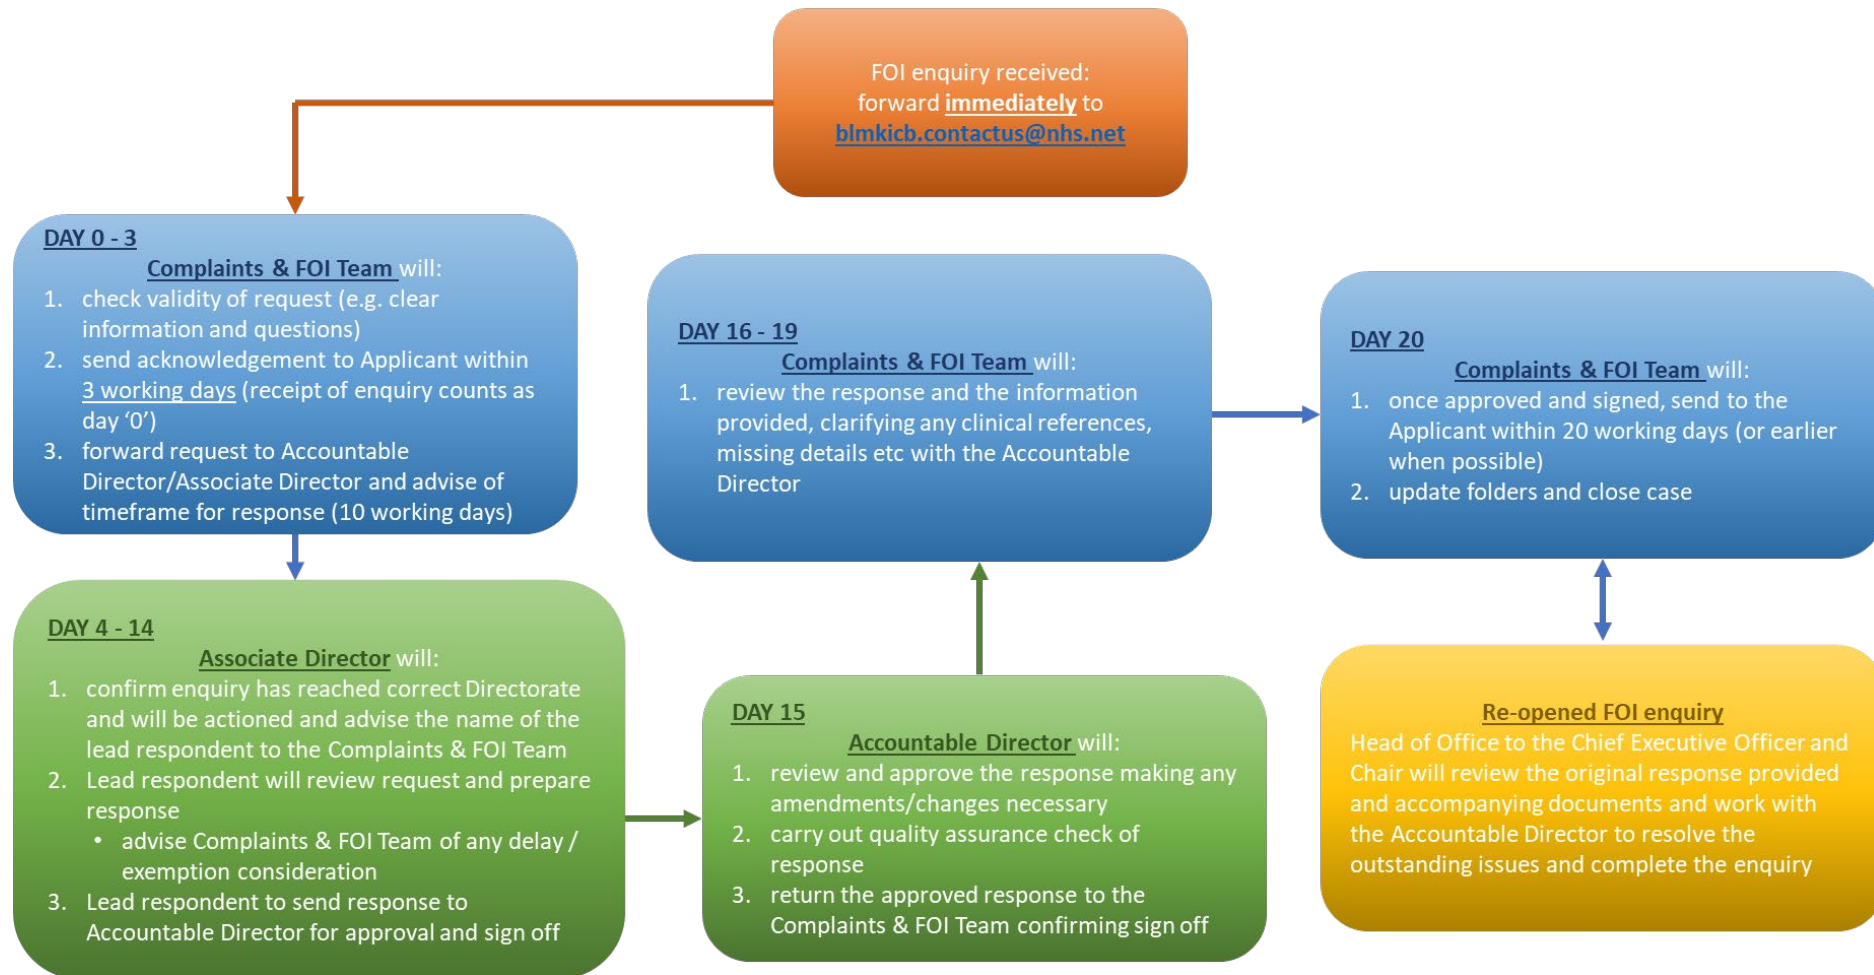 FOI enquiry received:
forward immediately to
blmkicb.contactus@nhs.net
DAY 0 - 3
Complaints & FOI Team will:
1. check validity of request (e.g. clear
information and questions)
2. send acknowledgement to Applicant within
3 working days (receipt of enquiry counts as
day ‘0’)
3. forward request to Accountable
Director/Associate Director and advise of
timeframe for response (10 working days)
DAY 4 - 14
Associate Director will:
1. confirm enquiry has reached correct Directorate
and will be actioned and advise the name of the
lead respondent to the Complaints & FOI Team
2. Lead respondent will review request and prepare
response
• advise Complaints & FOI Team of any delay /
exemption consideration
3. Lead respondent to send response to
Accountable Director for approval and sign off
DAY 15
Accountable Director will:
1. review and approve the response making any
amendments/changes necessary
2. carry out quality assurance check of
response
3. return the approved response to the
Complaints & FOI Team confirming sign off
DAY 16 - 19
Complaints & FOI Team will:
1. review the response and the information
provided, clarifying any clinical references,
missing details etc with the Accountable
Director
DAY 20
Complaints & FOI Team will:
1. once approved and signed, send to the
Applicant within 20 working days (or earlier
when possible)
2. update folders and close case
Re-opened FOI enquiry
Head of Office to the Chief Executive Officer and
Chair will review the original response provided
and accompanying documents and work with
the Accountable Director to resolve the
outstanding issues and complete the enquiry